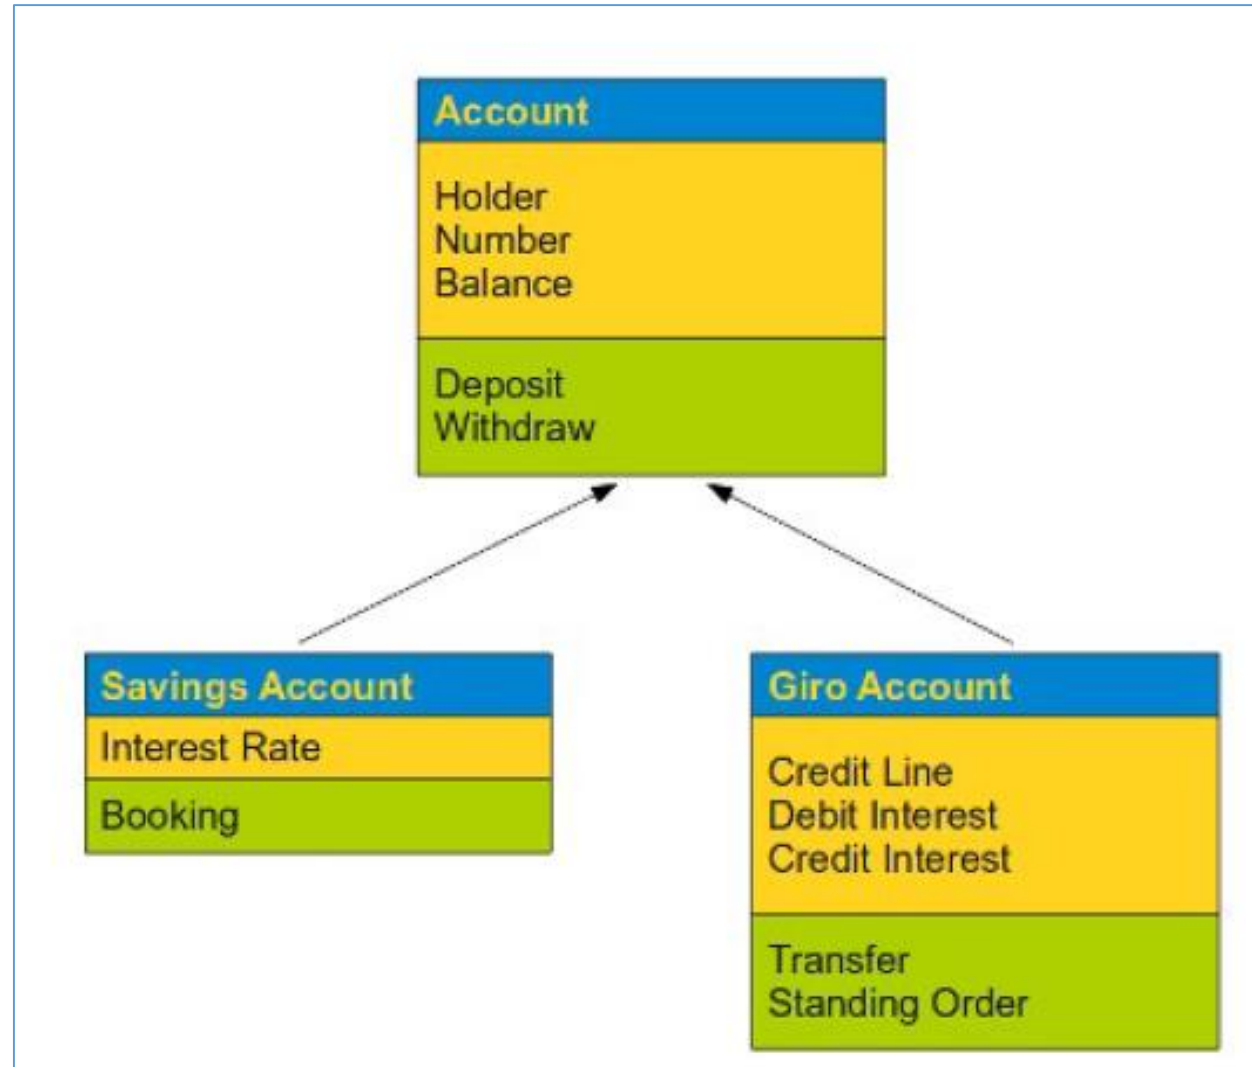 Account
Holder
Number
Balance
Deposit
Withdraw
Savings Account
Interest Rate
Booking
Giro Account
Credit Line
Debit Interest
Credit Interest
Transfer
Standing Order